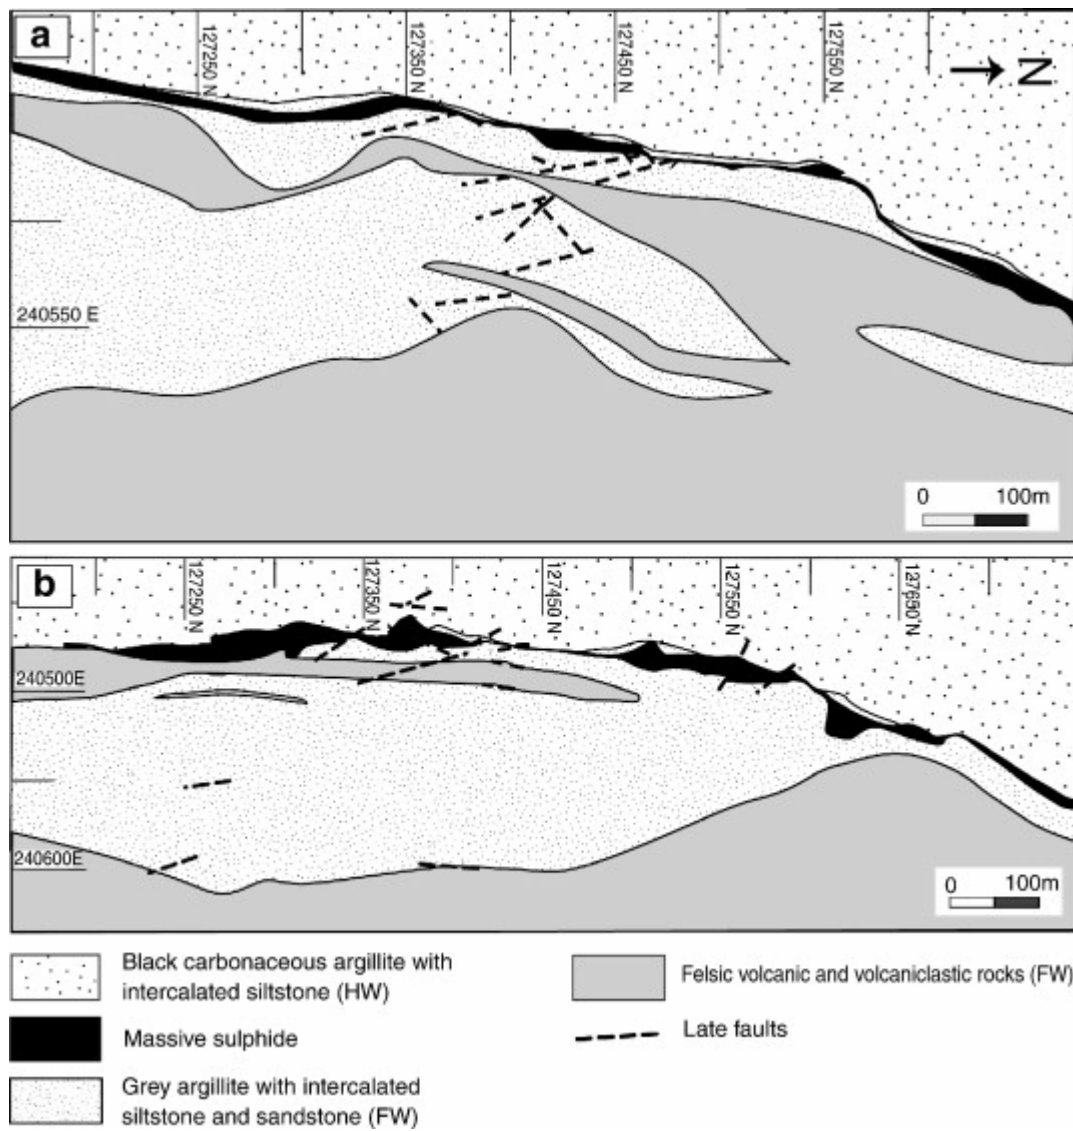 a
127250 N
127350 N
127450 N
127550 N
N
240550 E
0 100m
b
127250 N
127350 N
127450 N
127550 N
127650 N
240500E
240600E
0 100m
Black carbonaceous argillite with
intercalated siltstone (HW)
Massive sulphide
Grey argillite with intercalated
siltstone and sandstone (FW)
Felsic volcanic and volcaniclastic rocks (FW)
Late faults